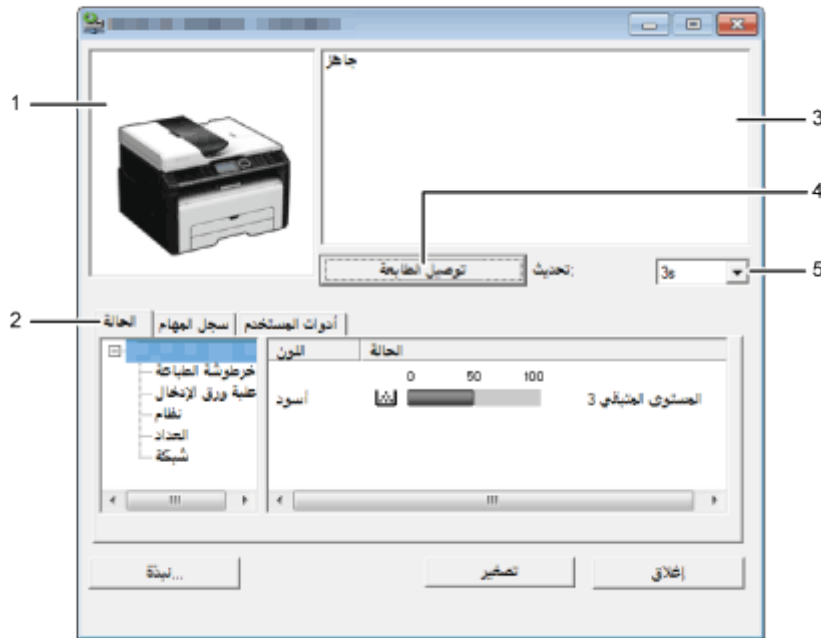 جاهز
1
3
4
توصيل الطابعة
تحديث:
3s
5
2
الحالة
سجل المهام
أدوات المستخدم
اللون
الحالة
خرطوشة الطباعة
علبة ورق الإدخال
نظام
العداد
شبكة
0 50 100
أسود
المستوى المتبقي 3
نبذة...
تصغير
إغلاق